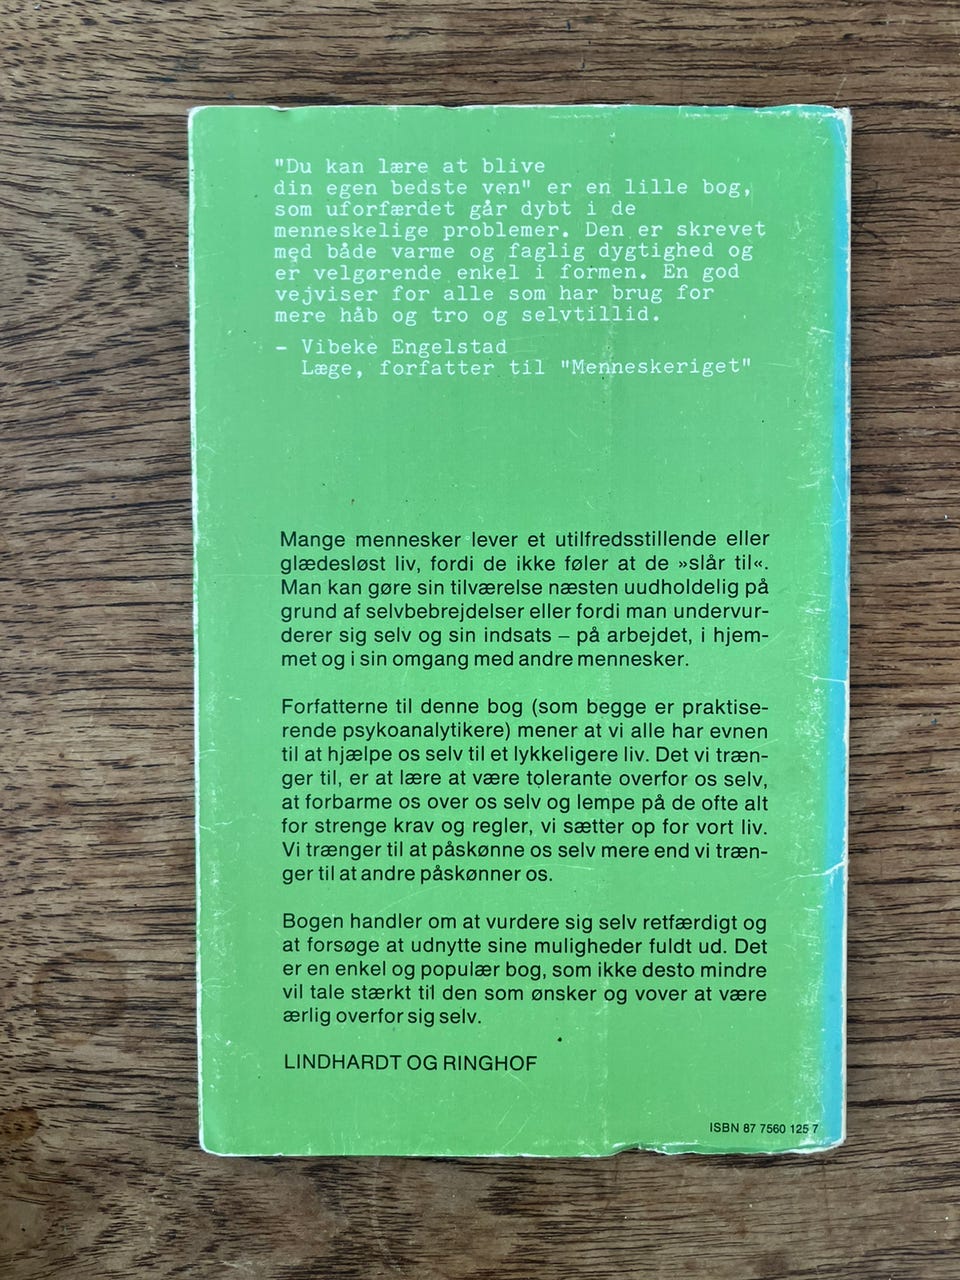 "Du kan lære at blive
din egen bedste ven" er en lille bog,
som uforfærdet går dybt i de
menneskelige problemer. Den er skrevet
med både varme og faglig dygtighed og
er velgørende enkel i formen. En god
vejviser for alle som har brug for
mere håb og tro og selvtillid.
– Vibeke Engelstad
Læge, forfatter til "Menneskeriget"
Mange mennesker lever et utilfredsstillende eller
glædesløst liv, fordi de ikke føler at de »slår til«.
Man kan gøre sin tilværelse næsten uudholdelig på
grund af selvbebrejdelser eller fordi man undervur-
derer sig selv og sin indsats – på arbejdet, i hjem-
met og i sin omgang med andre mennesker.
Forfatterne til denne bog (som begge er praktise-
rende psykoanalytikere) mener at vi alle har evnen
til at hjælpe os selv til et lykkeligere liv. Det vi træn-
ger til, er at lære at være tolerante overfor os selv,
at forbarme os over os selv og lempe på de ofte alt
for strenge krav og regler, vi sætter op for vort liv.
Vi trænger til at påskønne os selv mere end vi træn-
ger til at andre påskønner os.
Bogen handler om at vurdere sig selv retfærdigt og
at forsøge at udnytte sine muligheder fuldt ud. Det
er en enkel og populær bog, som ikke desto mindre
vil tale stærkt til den som ønsker og vover at være
ærlig overfor sig selv.
LINDHARDT OG RINGHOF
ISBN 87 7560 125 7